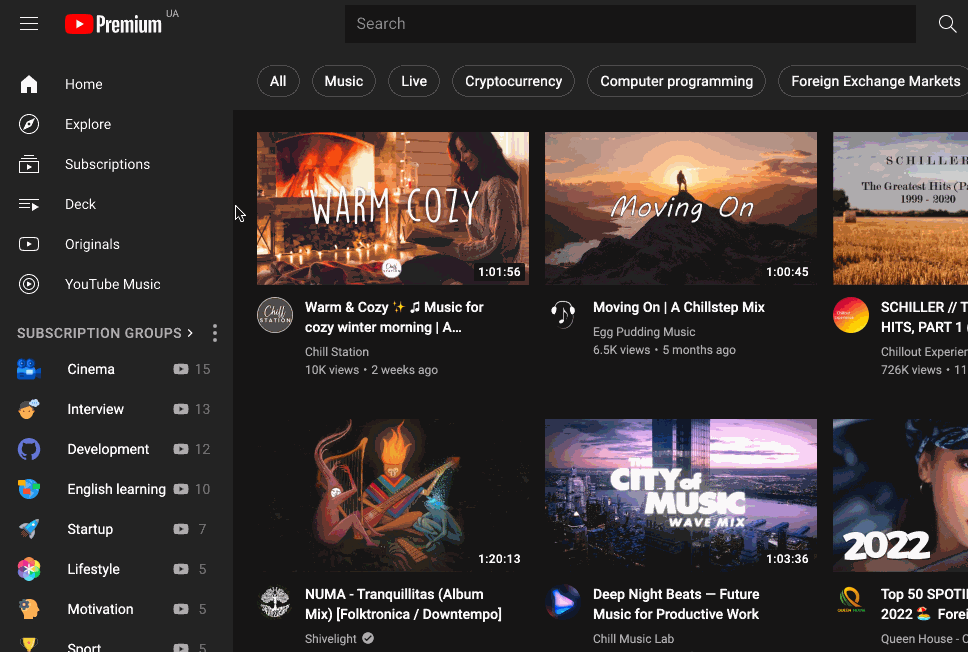 Premium UA
Search
Home
Explore
Subscriptions
Deck
Originals
YouTube Music
SUBSCRIPTION GROUPS
Cinema 15
Interview 13
Development 12
English learning 10
Startup 7
Lifestyle 5
Motivation 5
Sport 5
All Music Live Cryptocurrency Computer programming Foreign Exchange Markets
WARM COZY
Chill
STATION
1:01:56
Chill
STATION
Warm & Cozy ✨ 🎵 Music for
cozy winter morning | A...
Chill Station
10K views • 2 weeks ago
Moving On
1:00:45
Moving On | A Chillstep Mix
Egg Pudding Music
6.5K views • 5 months ago
SCHILLER
The Greatest Hits (Pa
1999 - 2020
SCHILLER // T
HITS, PART 1
Chillout Experien
726K views • 11
1:20:13
NUMA - Tranquillitas (Album
Mix) [Folktronica / Downtempo]
Shivelight
THE
CITY of
MUSIC
WAVE MIX
1:03:36
Deep Night Beats — Future
Music for Productive Work
Chill Music Lab
2022
QUEEN HOUSE
Top 50 SPOTI
2022 🏖️ Forei
Queen House - C